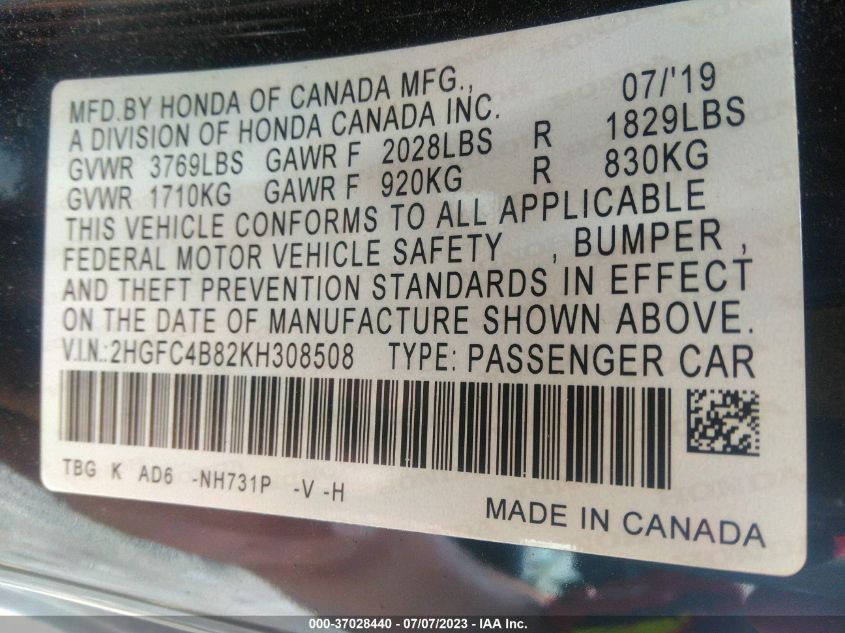 MFD.BY HONDA OF CANADA MFG., 07/'19
A DIVISION OF HONDA CANADA INC.
GVWR 3769LBS GAWR F 2028LBS R 1829LBS
GVWR 1710KG GAWR F 920KG R 830KG
THIS VEHICLE CONFORMS TO ALL APPLICABLE
FEDERAL MOTOR VEHICLE SAFETY , BUMPER ,
AND THEFT PREVENTION STANDARDS IN EFFECT
ON THE DATE OF MANUFACTURE SHOWN ABOVE.
V.I.N.: 2HGFC4B82KH308508 TYPE: PASSENGER CAR
TBG K AD6 -NH731P -V -H
MADE IN CANADA
000-37028440 - 07/07/2023 - IAA Inc.